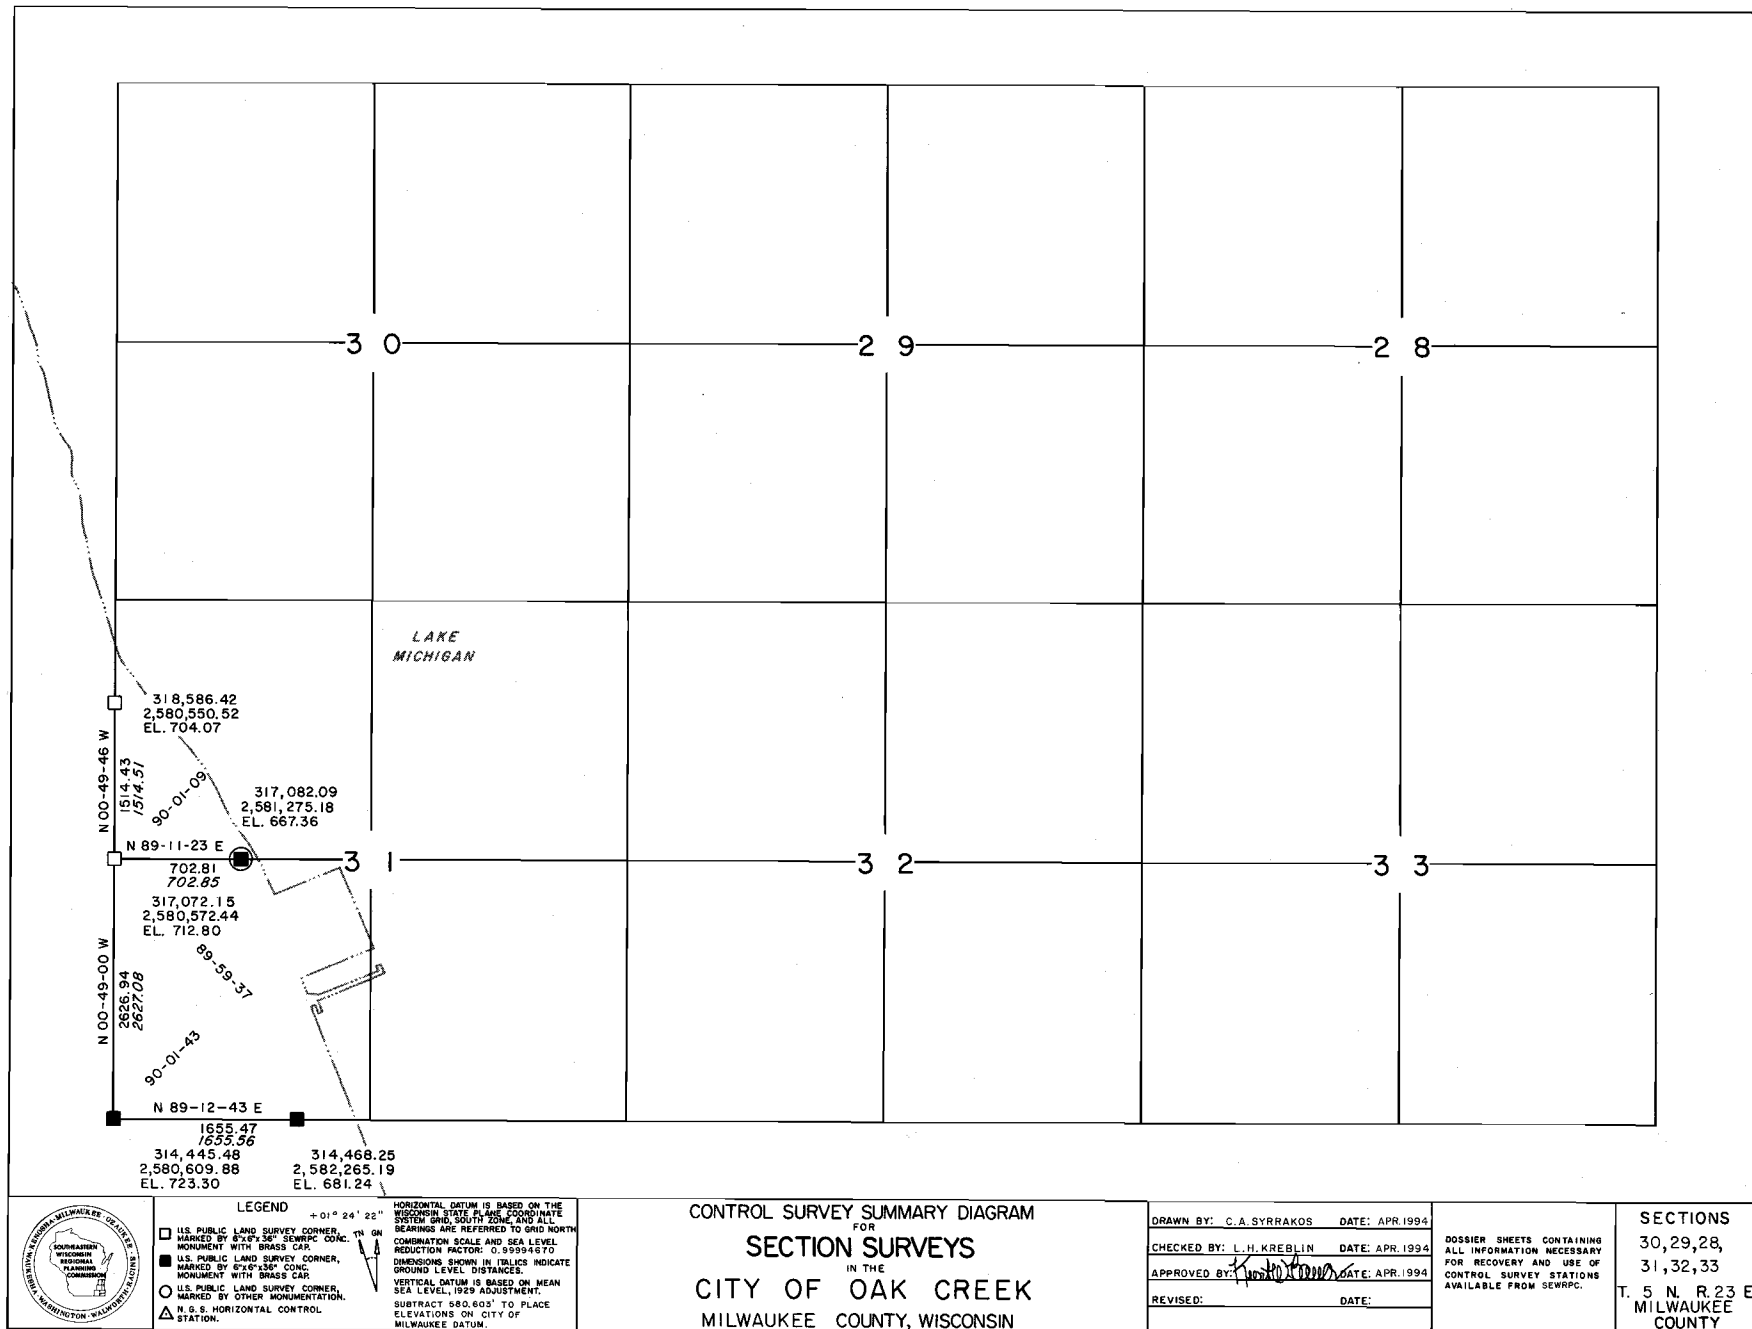 3 0
2 9
2 8
LAKE
MICHIGAN
318,586.42
2,580,550.52
EL. 704.07
N 00-49-46 W
1514.43
1514.51
90-01-09
317,082.09
2,581,275.18
EL. 667.36
N 89-11-23 E
702.81
702.85
3 1
3 2
3 3
317,072.15
2,580,572.44
EL. 712.80
89-59-37
N 00-49-00 W
2626.94
2627.08
90-01-43
N 89-12-43 E
1655.47
1655.56
314,445.48
2,580,609.88
EL. 723.30
314,468.25
2,582,265.19
EL. 681.24
SOUTHEASTERN
WISCONSIN
REGIONAL
PLANNING
COMMISSION
KENOSHA·MILWAUKEE·OZAUKEE·RACINE·WALWORTH·WASHINGTON·WAUKESHA
LEGEND
U.S. PUBLIC LAND SURVEY CORNER,
MARKED BY 6"x6"x36" SEWRPC CONC.
MONUMENT WITH BRASS CAP.
U.S. PUBLIC LAND SURVEY CORNER,
MARKED BY 6"x6"x36" CONC.
MONUMENT WITH BRASS CAP.
U.S. PUBLIC LAND SURVEY CORNER,
MARKED BY OTHER MONUMENTATION.
N.G.S. HORIZONTAL CONTROL
STATION.
+01° 24' 22"
TN GN
HORIZONTAL DATUM IS BASED ON THE
WISCONSIN STATE PLANE COORDINATE
SYSTEM GRID, SOUTH ZONE, AND ALL
BEARINGS ARE REFERRED TO GRID NORTH
COMBINATION SCALE AND SEA LEVEL
REDUCTION FACTOR: 0.99994670
DIMENSIONS SHOWN IN ITALICS INDICATE
GROUND LEVEL DISTANCES.
VERTICAL DATUM IS BASED ON MEAN
SEA LEVEL, 1929 ADJUSTMENT.
SUBTRACT 580.603' TO PLACE
ELEVATIONS ON CITY OF
MILWAUKEE DATUM.
CONTROL SURVEY SUMMARY DIAGRAM
FOR
SECTION SURVEYS
IN THE
CITY OF OAK CREEK
MILWAUKEE COUNTY, WISCONSIN
DRAWN BY: C.A.SYRRAKOS DATE: APR.1994
CHECKED BY: L.H.KREBLIN DATE: APR.1994
APPROVED BY: DATE: APR.1994
REVISED: DATE:
DOSSIER SHEETS CONTAINING
ALL INFORMATION NECESSARY
FOR RECOVERY AND USE OF
CONTROL SURVEY STATIONS
AVAILABLE FROM SEWRPC.
SECTIONS
30,29,28,
31,32,33
T. 5 N. R.23 E
MILWAUKEE
COUNTY